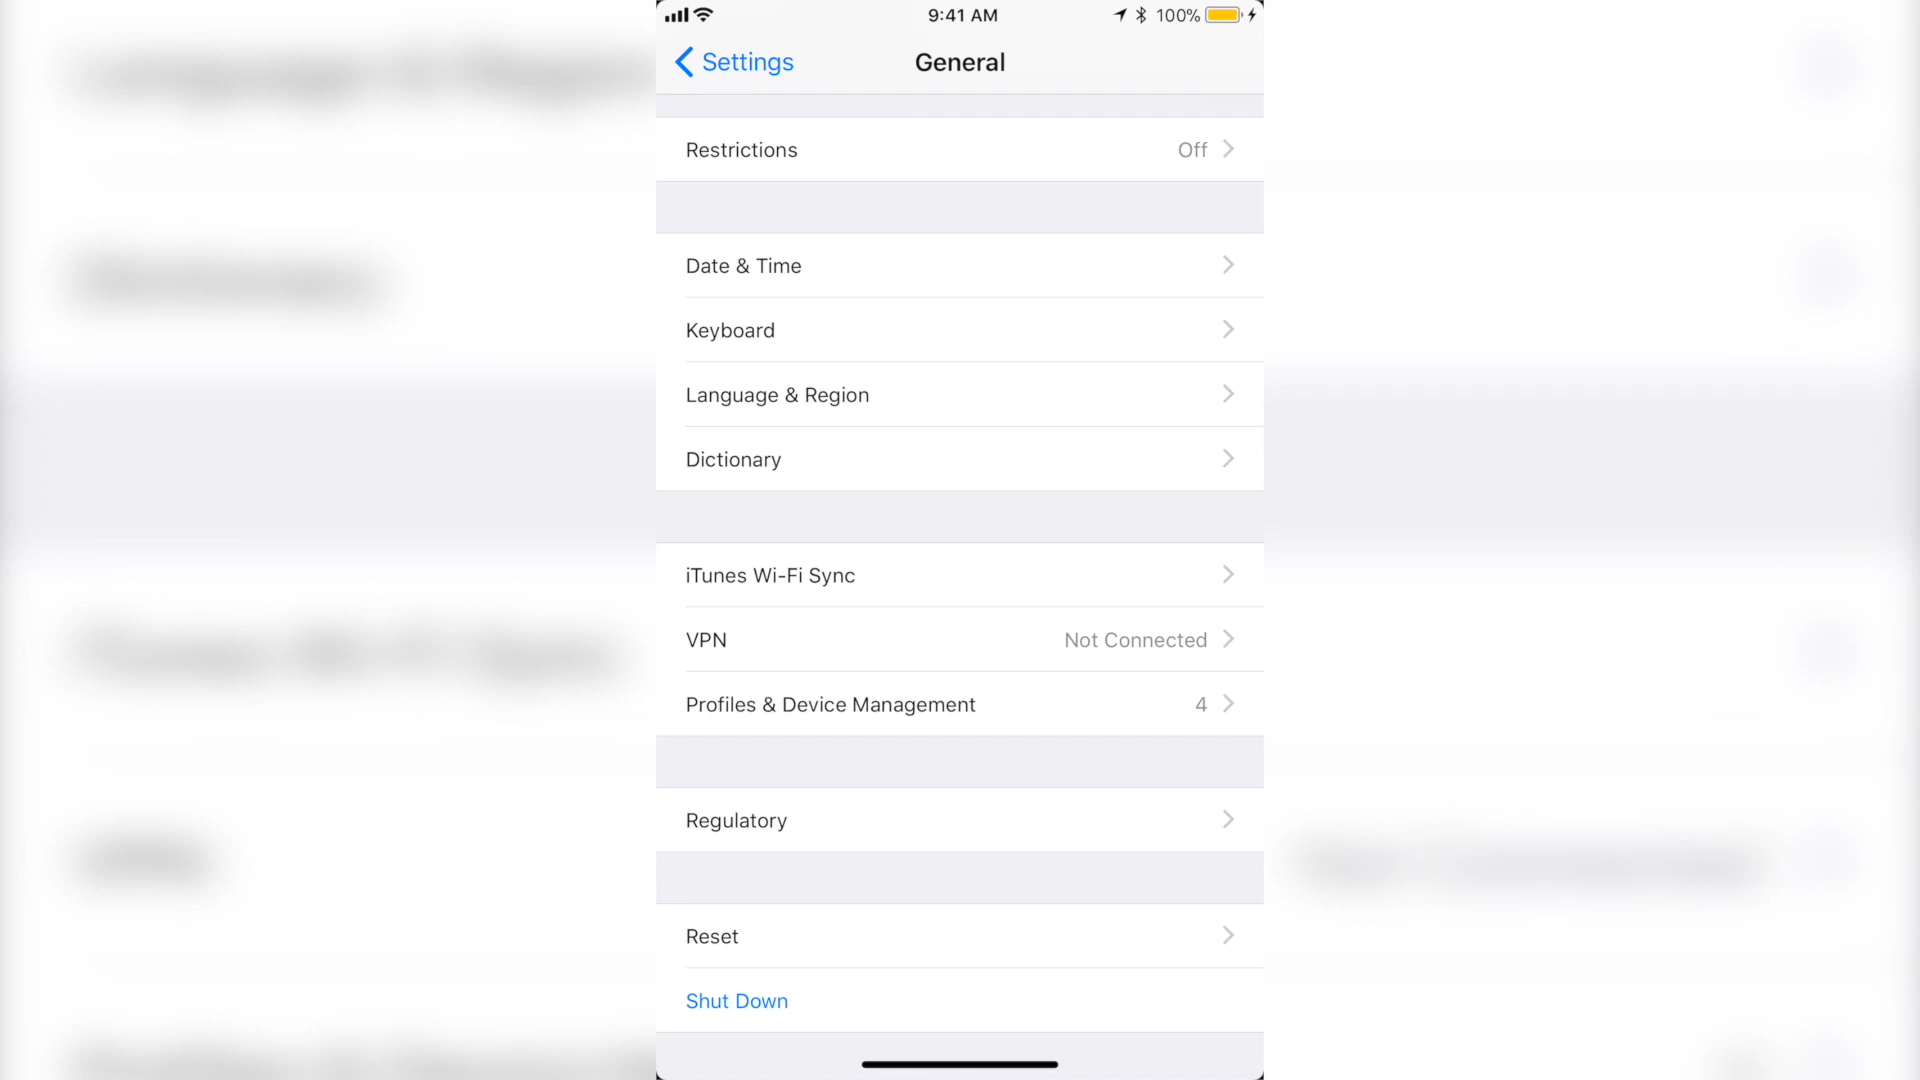 9:41 AM 100%
Settings General
Restrictions Off
Date & Time
Keyboard
Language & Region
Dictionary
iTunes Wi-Fi Sync
VPN Not Connected
Profiles & Device Management 4
Regulatory
Reset
Shut Down